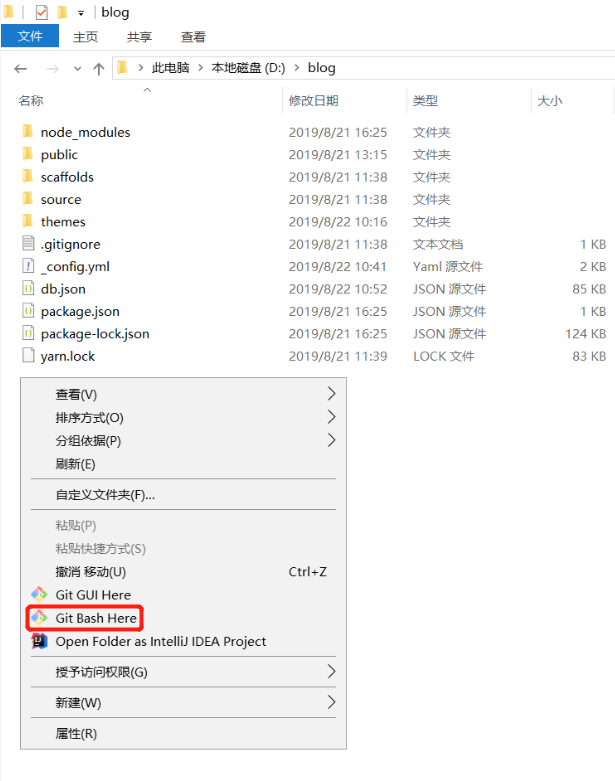 blog
文件 主页 共享 查看
此电脑 本地磁盘 (D:) blog
名称 修改日期 类型 大小
node_modules 2019/8/21 16:25 文件夹
public 2019/8/21 13:15 文件夹
scaffolds 2019/8/21 11:38 文件夹
source 2019/8/21 11:38 文件夹
themes 2019/8/22 10:16 文件夹
.gitignore 2019/8/21 11:38 文本文档 1 KB
_config.yml 2019/8/22 10:41 Yaml 源文件 2 KB
db.json 2019/8/22 10:52 JSON 源文件 85 KB
package.json 2019/8/21 16:25 JSON 源文件 1 KB
package-lock.json 2019/8/21 16:25 JSON 源文件 124 KB
yarn.lock 2019/8/21 11:39 LOCK 文件 83 KB
查看(V)
排序方式(O)
分组依据(P)
刷新(E)
自定义文件夹(F)...
粘贴(P)
粘贴快捷方式(S)
撤消 移动(U) Ctrl+Z
Git GUI Here
Git Bash Here
Open Folder as IntelliJ IDEA Project
授予访问权限(G)
新建(W)
属性(R)